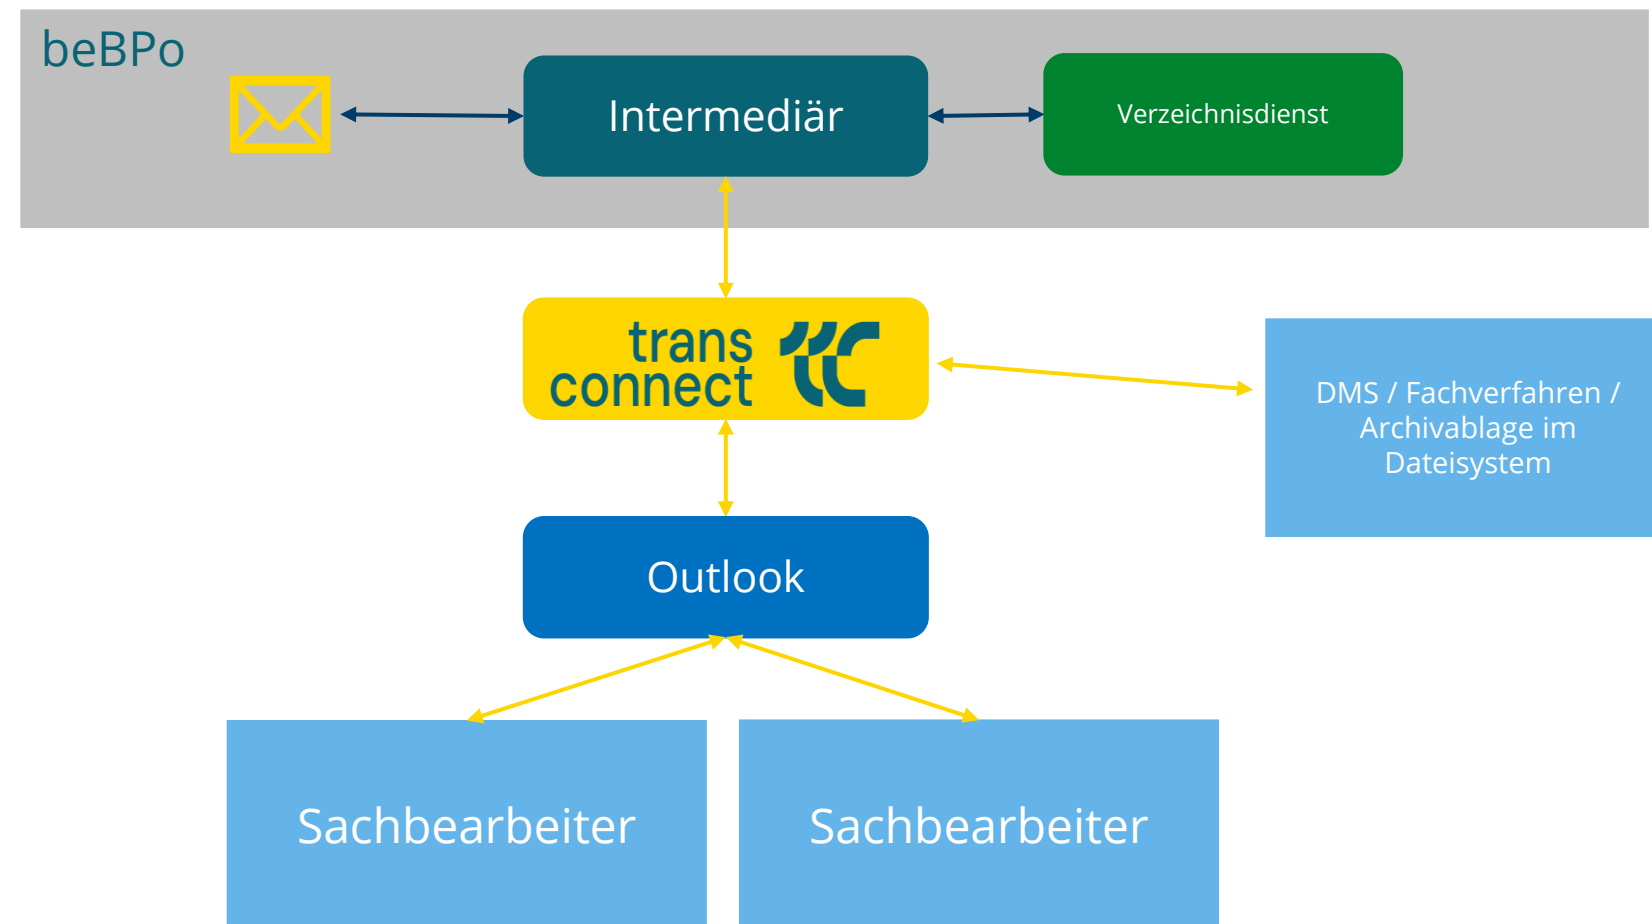 beBPo
Intermediär
Verzeichnisdienst
trans
connect
DMS / Fachverfahren /
Archivablage im
Dateisystem
Outlook
Sachbearbeiter
Sachbearbeiter